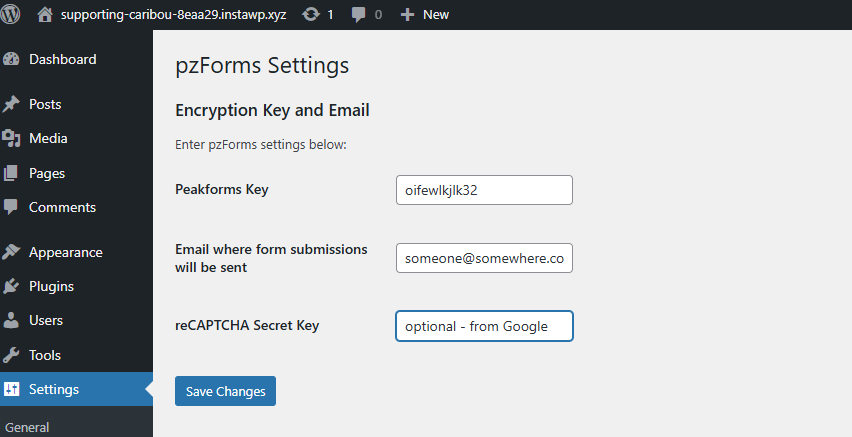 supporting-caribou-8eaa29.instawp.xyz 1 0 New
Dashboard
Posts
Media
Pages
Comments
Appearance
Plugins
Users
Tools
Settings
General
pzForms Settings
Encryption Key and Email
Enter pzForms settings below:
Peakforms Key oifewlkjlk32
Email where form submissions
will be sent someone@somewhere.co
reCAPTCHA Secret Key optional - from Google
Save Changes